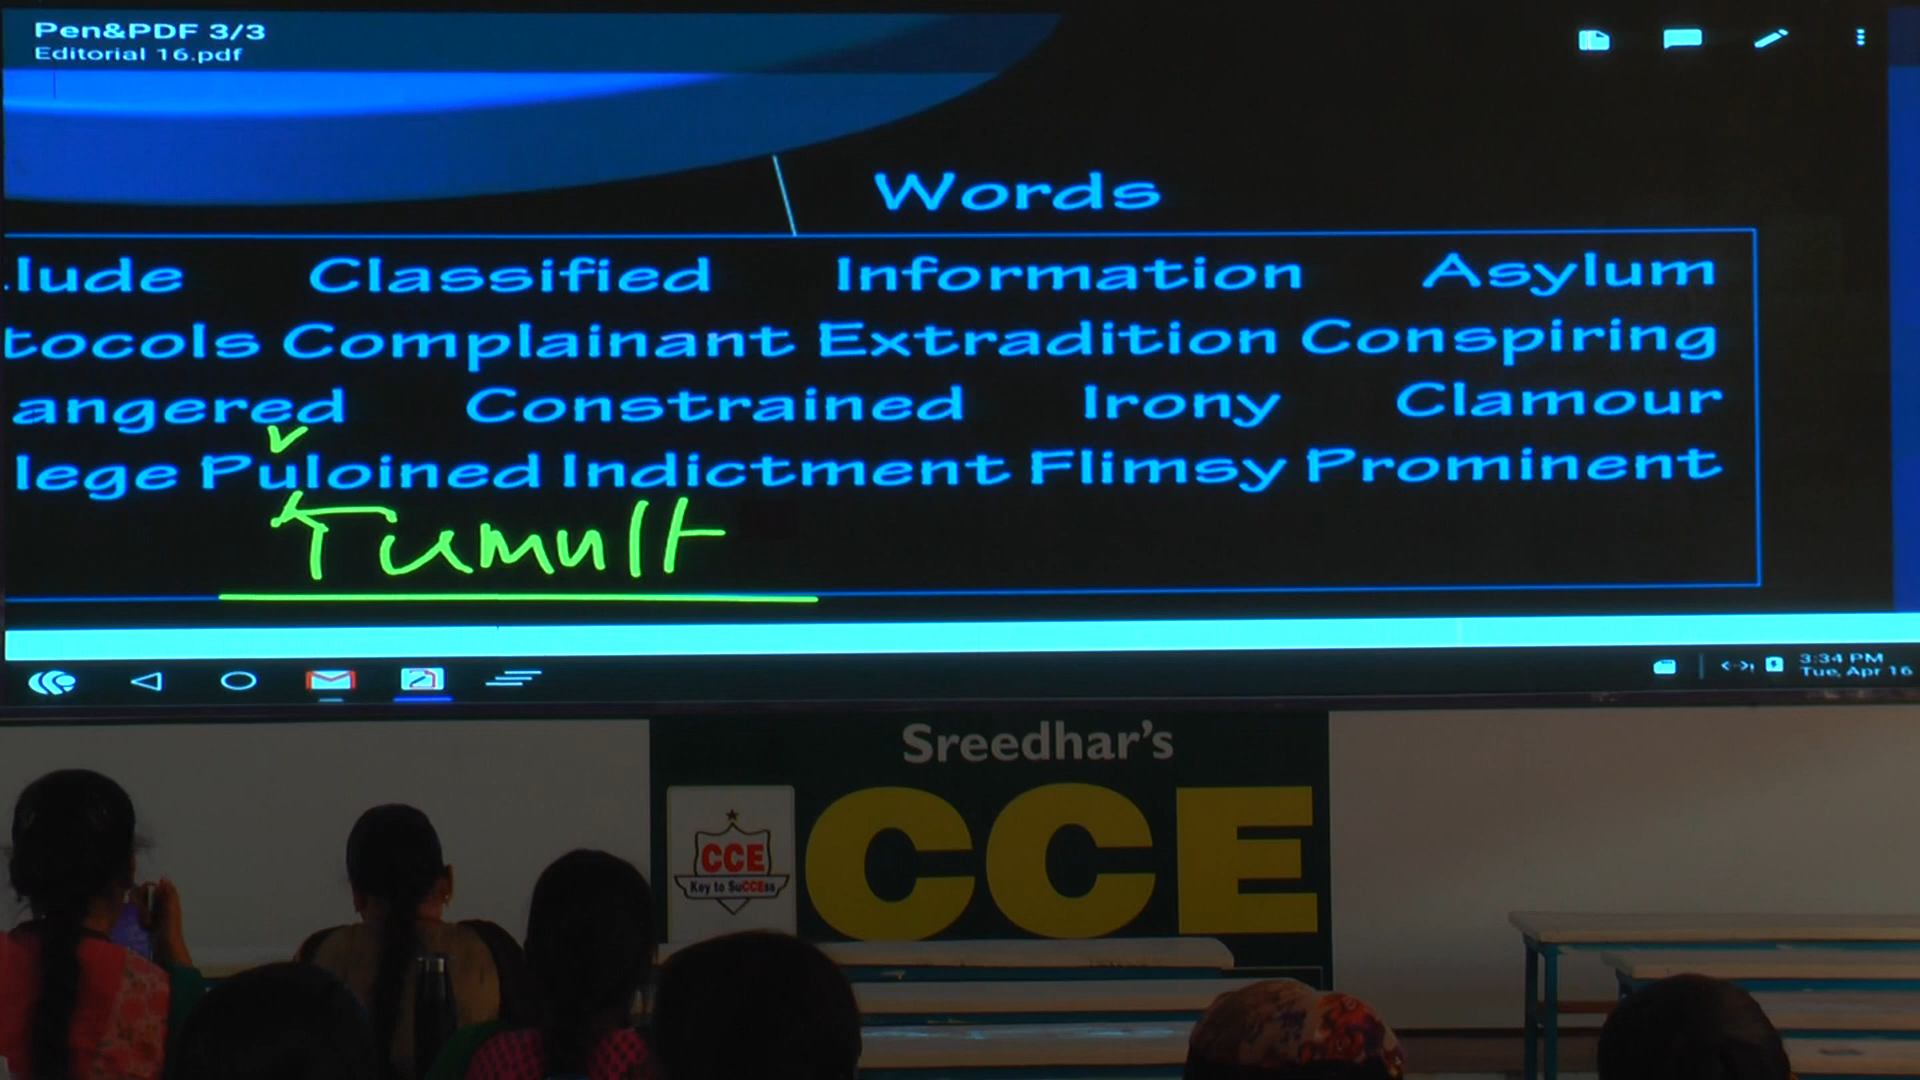 Pen&PDF 3/3
Editorial 16.pdf
Words
lude Classified Information Asylum
tocols Complainant Extradition Conspiring
angered Constrained Irony Clamour
lege Puloined Indictment Flimsy Prominent
Tumult
3:34 PM
Tue, Apr 16
Sreedhar's
CCE
CCE
Key to SuCCEss